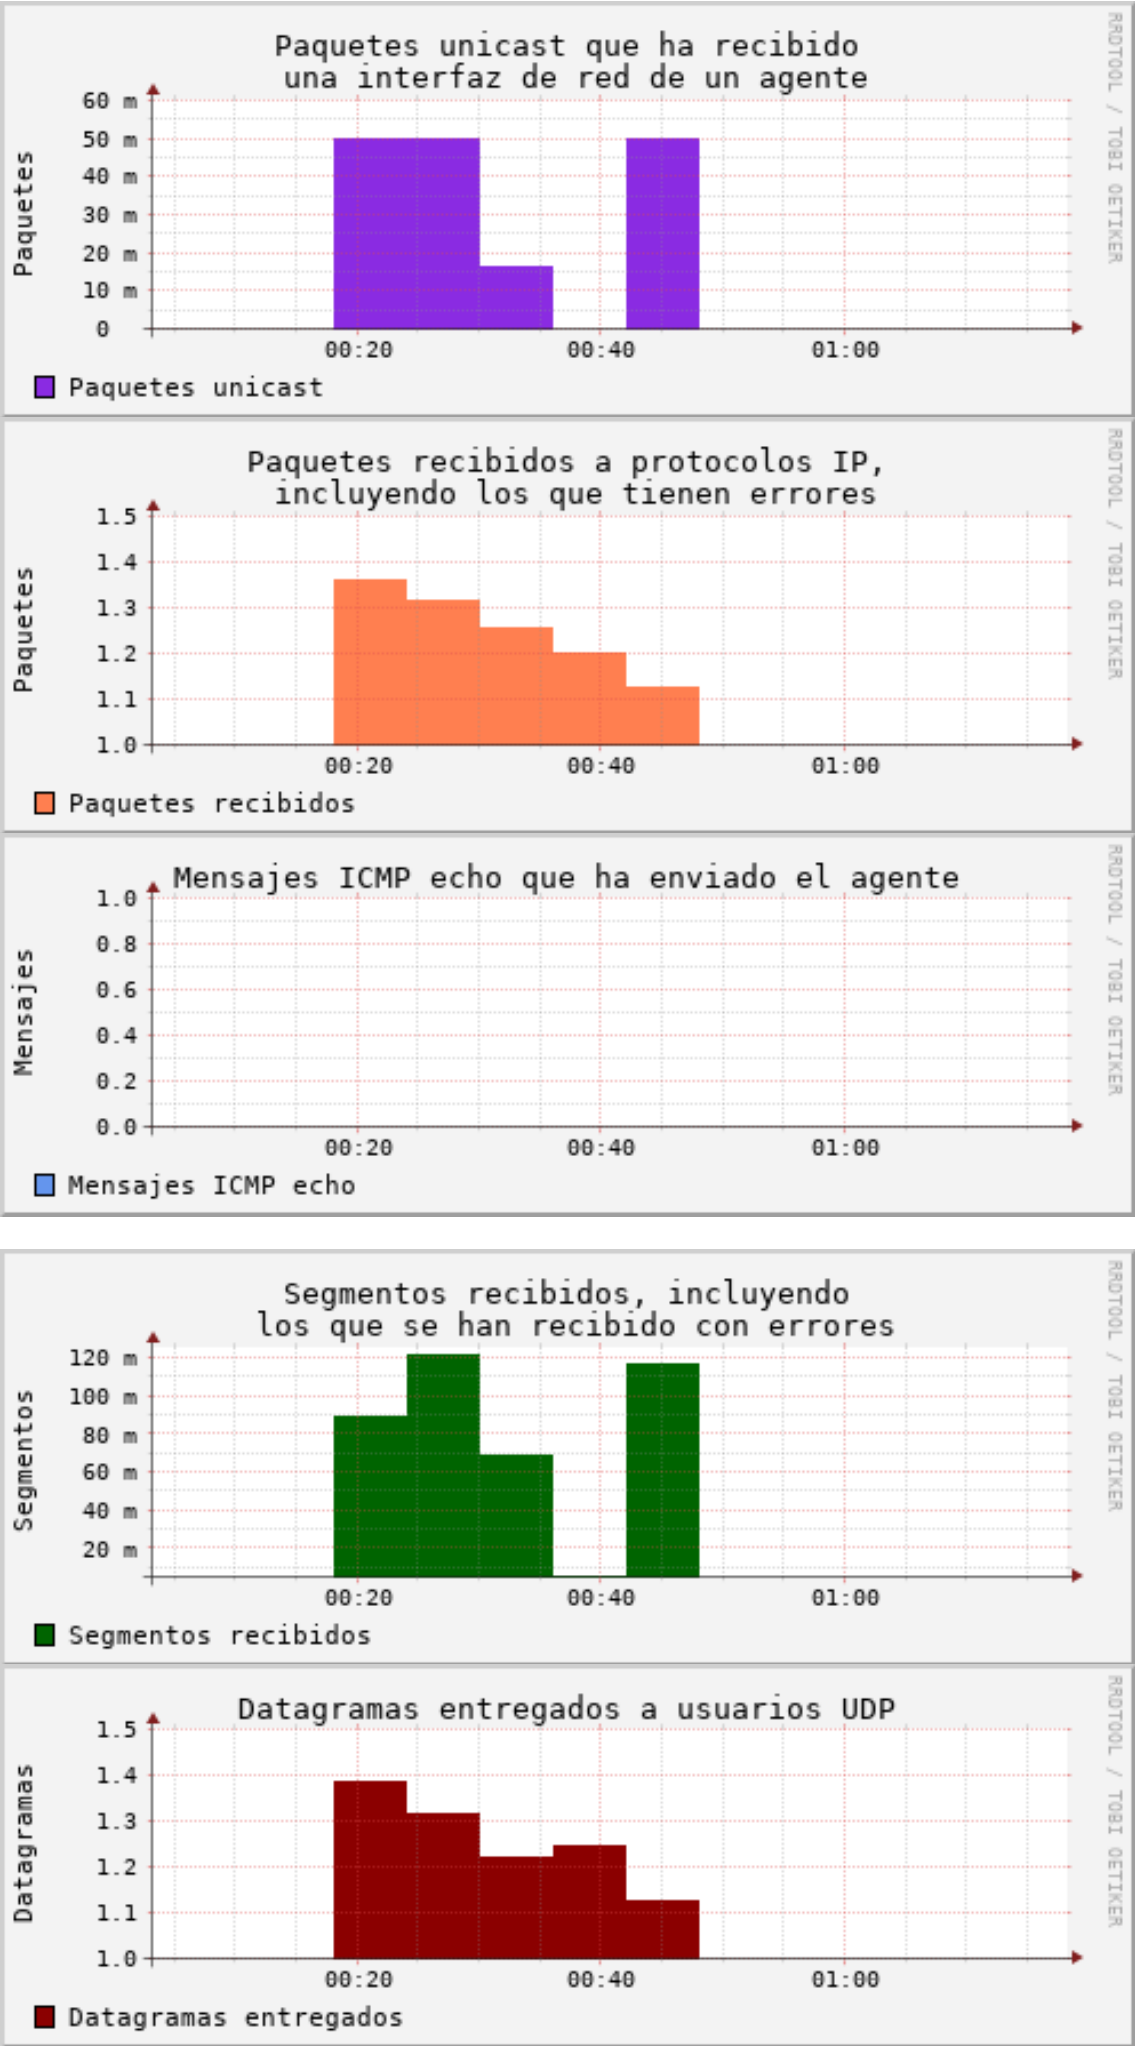 Paquetes unicast que ha recibido
una interfaz de red de un agente
RRDTOOL / TOBI OETIKER
Paquetes
60 m
50 m
40 m
30 m
20 m
10 m
0
00:20 00:40 01:00
Paquetes unicast
Paquetes recibidos a protocolos IP,
incluyendo los que tienen errores
RRDTOOL / TOBI OETIKER
Paquetes
1.5
1.4
1.3
1.2
1.1
1.0
00:20 00:40 01:00
Paquetes recibidos
Mensajes ICMP echo que ha enviado el agente
RRDTOOL / TOBI OETIKER
Mensajes
1.0
0.8
0.6
0.4
0.2
0.0
00:20 00:40 01:00
Mensajes ICMP echo
Segmentos recibidos, incluyendo
los que se han recibido con errores
RRDTOOL / TOBI OETIKER
Segmentos
120 m
100 m
80 m
60 m
40 m
20 m
00:20 00:40 01:00
Segmentos recibidos
Datagramas entregados a usuarios UDP
RRDTOOL / TOBI OETIKER
Datagramas
1.5
1.4
1.3
1.2
1.1
1.0
00:20 00:40 01:00
Datagramas entregados